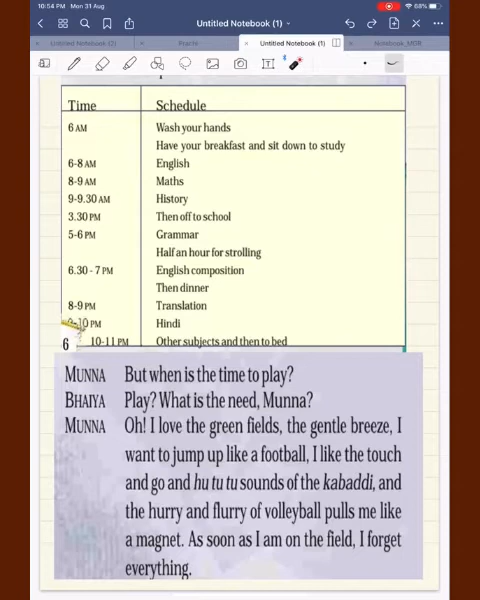 10:54 PM Mon 31 Aug
68%
Untitled Notebook (1)
Untitled Notebook (2)
Untitled Notebook (1)
Notebook_MDR
Time Schedule
6 AM Wash your hands
Have your breakfast and sit down to study
6-8 AM English
8-9 AM Maths
9-9.30 AM History
3.30 PM Then off to school
5-6 PM Grammar
Half an hour for strolling
6.30 - 7 PM English composition
Then dinner
8-9 PM Translation
9-10 PM Hindi
6 10-11 PM Other subjects and then to bed
MUNNA But when is the time to play?
BHAIYA Play? What is the need, Munna?
MUNNA Oh! I love the green fields, the gentle breeze, I
want to jump up like a football, I like the touch
and go and hu tu tu sounds of the kabaddi, and
the hurry and flurry of volleyball pulls me like
a magnet. As soon as I am on the field, I forget
everything.